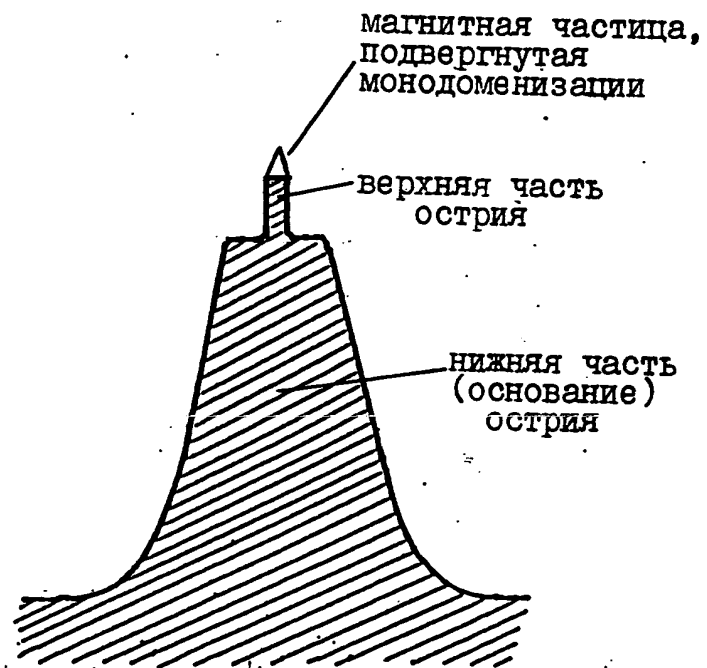 магнитная частица,
подвергнутая
монодоменизации
верхняя часть
острия
нижняя часть
(основание)
острия